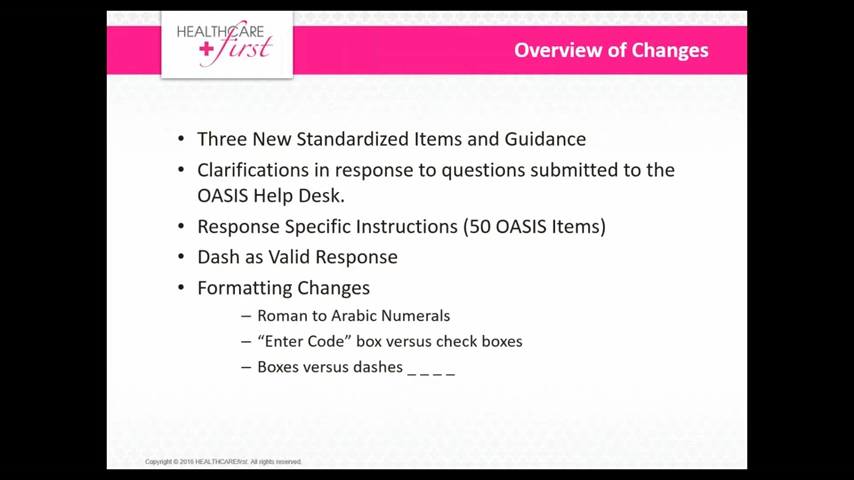 HEALTHCARE
first
Overview of Changes
• Three New Standardized Items and Guidance
• Clarifications in response to questions submitted to the
OASIS Help Desk.
• Response Specific Instructions (50 OASIS Items)
• Dash as Valid Response
• Formatting Changes
– Roman to Arabic Numerals
– “Enter Code” box versus check boxes
– Boxes versus dashes _ _ _ _
Copyright © 2016 HEALTHCAREfirst. All rights reserved.